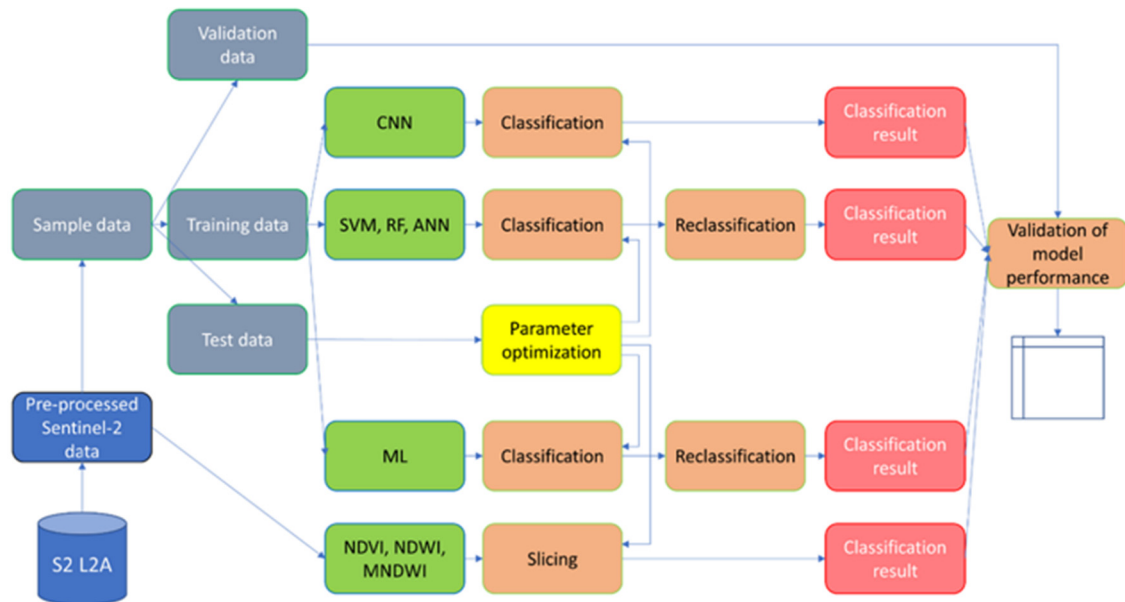 Validation
data
CNN
Classification
Classification
result
Sample data
Training data
SVM, RF, ANN
Classification
Reclassification
Classification
result
Validation of
model
performance
Test data
Parameter
optimization
Pre-processed
Sentinel-2
data
ML
Classification
Reclassification
Classification
result
S2 L2A
NDVI, NDWI,
MNDWI
Slicing
Classification
result